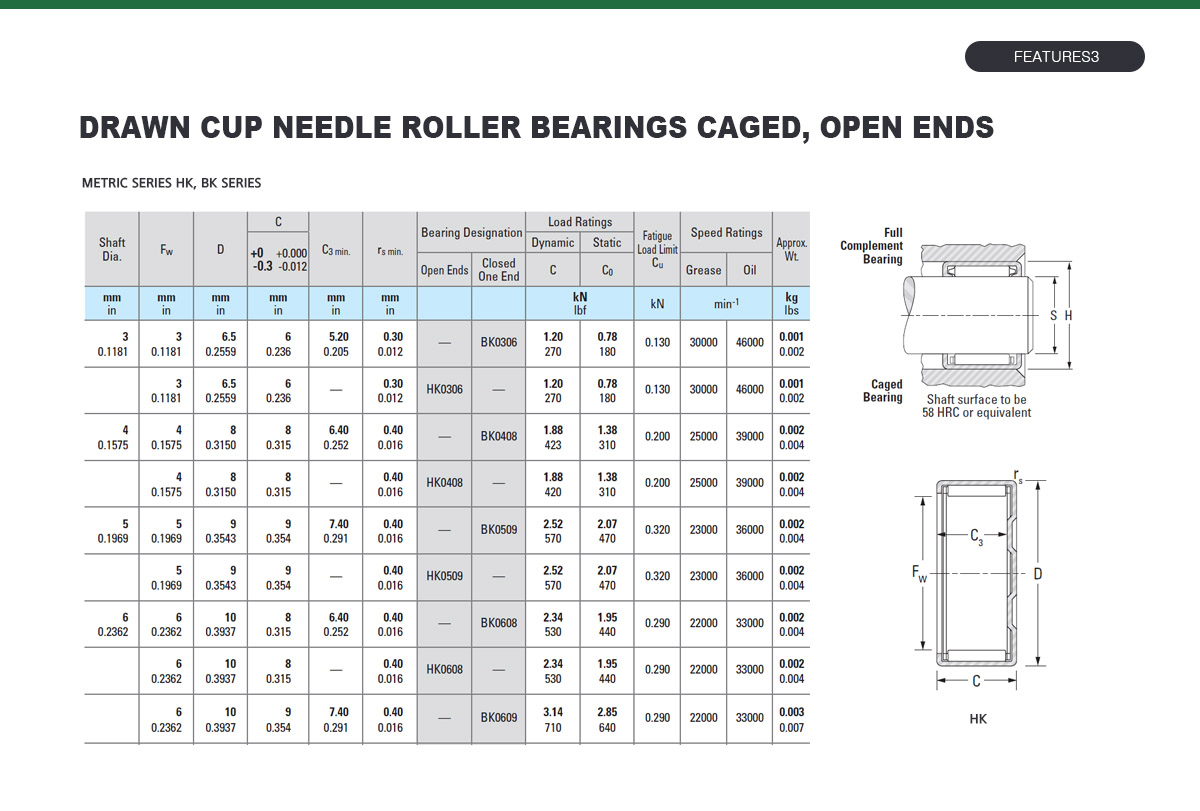 FEATURES3
DRAWN CUP NEEDLE ROLLER BEARINGS CAGED, OPEN ENDS
METRIC SERIES HK, BK SERIES
Shaft Dia. Fw D C +0 -0.3 +0.000 -0.012 C3 min. rs min. Bearing Designation Open Ends Closed One End Load Ratings Dynamic C Static C0 Fatigue Load Limit Cu Speed Ratings Grease Oil Approx. Wt.
mm mm mm mm mm mm kN kN min-1 kg
in in in in in in lbf lbs
3 3 6.5 6 5.20 0.30 — BK0306 1.20 0.78 0.130 30000 46000 0.001
0.1181 0.1181 0.2559 0.236 0.205 0.012 270 180 0.002
3 6.5 6 — 0.30 HK0306 — 1.20 0.78 0.130 30000 46000 0.001
0.1181 0.2559 0.236 0.012 270 180 0.002
4 4 8 8 6.40 0.40 — BK0408 1.88 1.38 0.200 25000 39000 0.002
0.1575 0.1575 0.3150 0.315 0.252 0.016 423 310 0.004
4 8 8 — 0.40 HK0408 — 1.88 1.38 0.200 25000 39000 0.002
0.1575 0.3150 0.315 0.016 420 310 0.004
5 5 9 9 7.40 0.40 — BK0509 2.52 2.07 0.320 23000 36000 0.002
0.1969 0.1969 0.3543 0.354 0.291 0.016 570 470 0.004
5 9 9 — 0.40 HK0509 — 2.52 2.07 0.320 23000 36000 0.002
0.1969 0.3543 0.354 0.016 570 470 0.004
6 6 10 8 6.40 0.40 — BK0608 2.34 1.95 0.290 22000 33000 0.002
0.2362 0.2362 0.3937 0.315 0.252 0.016 530 440 0.004
6 10 8 — 0.40 HK0608 — 2.34 1.95 0.290 22000 33000 0.002
0.2362 0.3937 0.315 0.016 530 440 0.004
6 10 9 7.40 0.40 — BK0609 3.14 2.85 0.290 22000 33000 0.003
0.2362 0.3937 0.354 0.291 0.016 710 640 0.007
Full
Complement
Bearing
S H
Caged
Bearing
Shaft surface to be
58 HRC or equivalent
rs
C3
Fw
D
C
HK